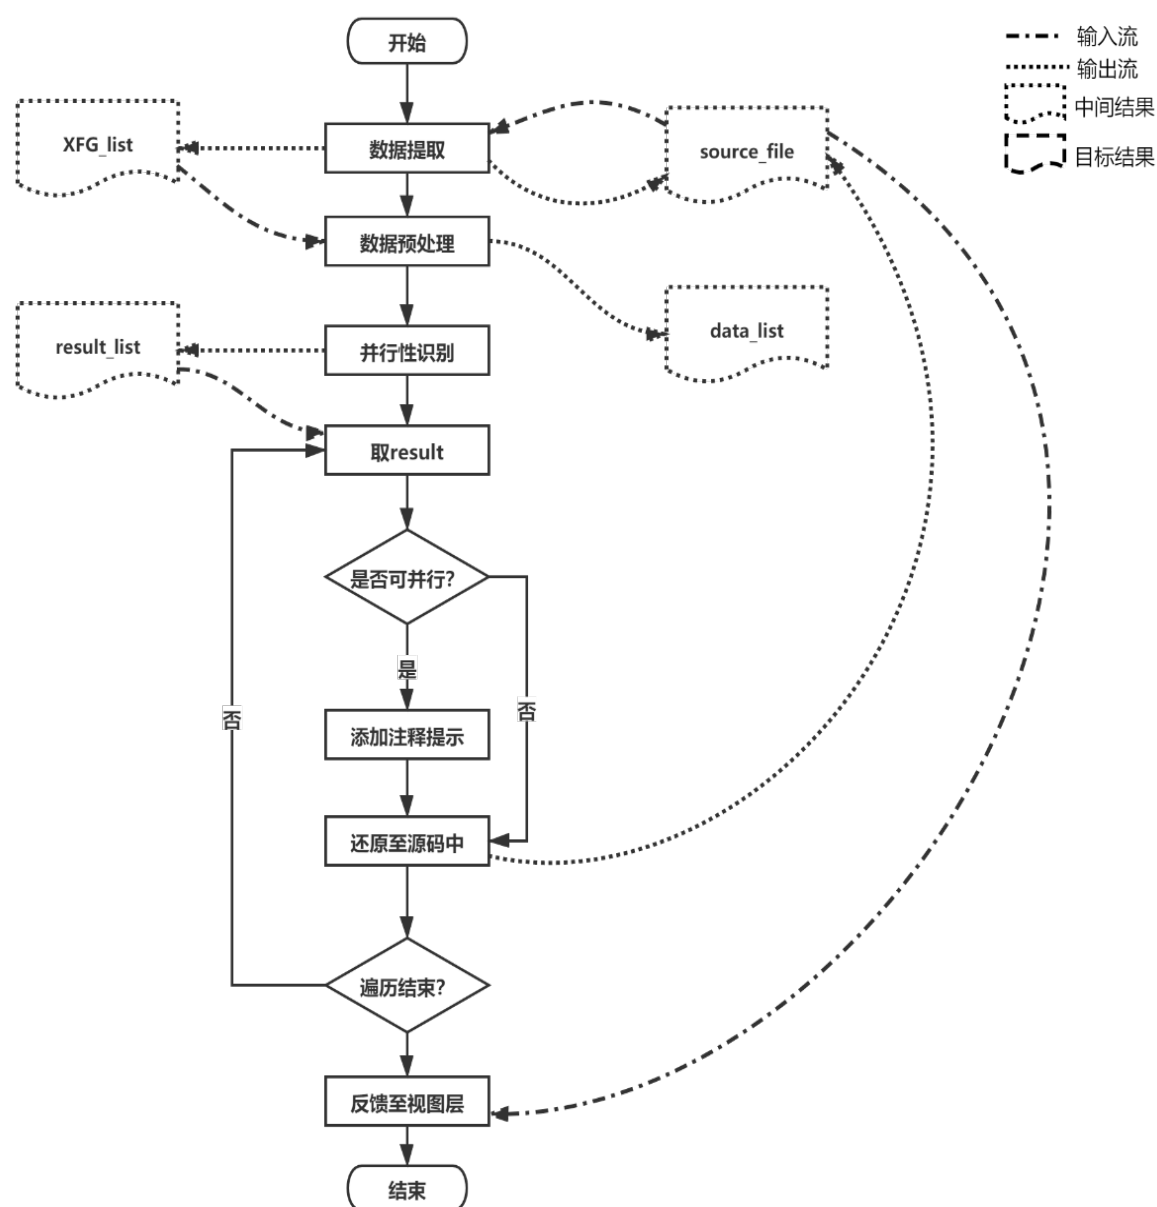 开始
输入流
输出流
中间结果
目标结果
XFG_list
数据提取
source_file
数据预处理
data_list
result_list
并行性识别
取result
是否可并行?
是
否
否
添加注释提示
还原至源码中
遍历结束?
反馈至视图层
结束